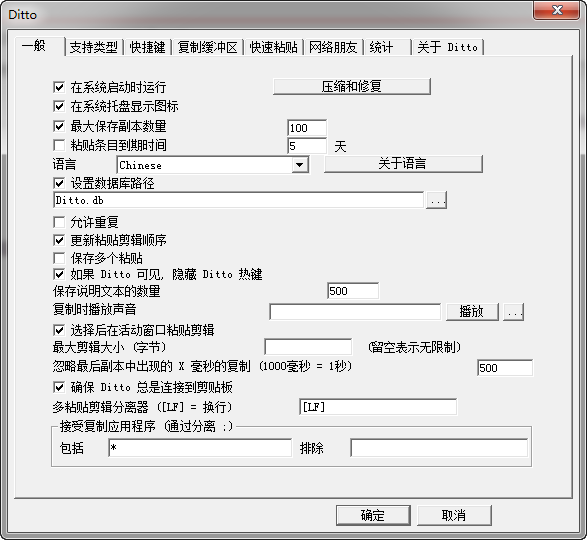 Ditto
一般 支持类型 快捷键 复制缓冲区 快速粘贴 网络朋友 统计 关于 Ditto
在系统启动时运行 压缩和修复
在系统托盘显示图标
最大保存副本数量 100
粘贴条目到期时间 5 天
语言 Chinese 关于语言
设置数据库路径
Ditto.db ...
允许重复
更新粘贴剪辑顺序
保存多个粘贴
如果 Ditto 可见, 隐藏 Ditto 热键
保存说明文本的数量 500
复制时播放声音 播放 ...
选择后在活动窗口粘贴剪辑
最大剪辑大小 (字节) (留空表示无限制)
忽略最后副本中出现的 X 毫秒的复制 (1000毫秒 = 1秒) 500
确保 Ditto 总是连接到剪贴板
多粘贴剪辑分离器 ([LF] = 换行) [LF]
接受复制应用程序 (通过分离 ;)
包括 * 排除
确定 取消